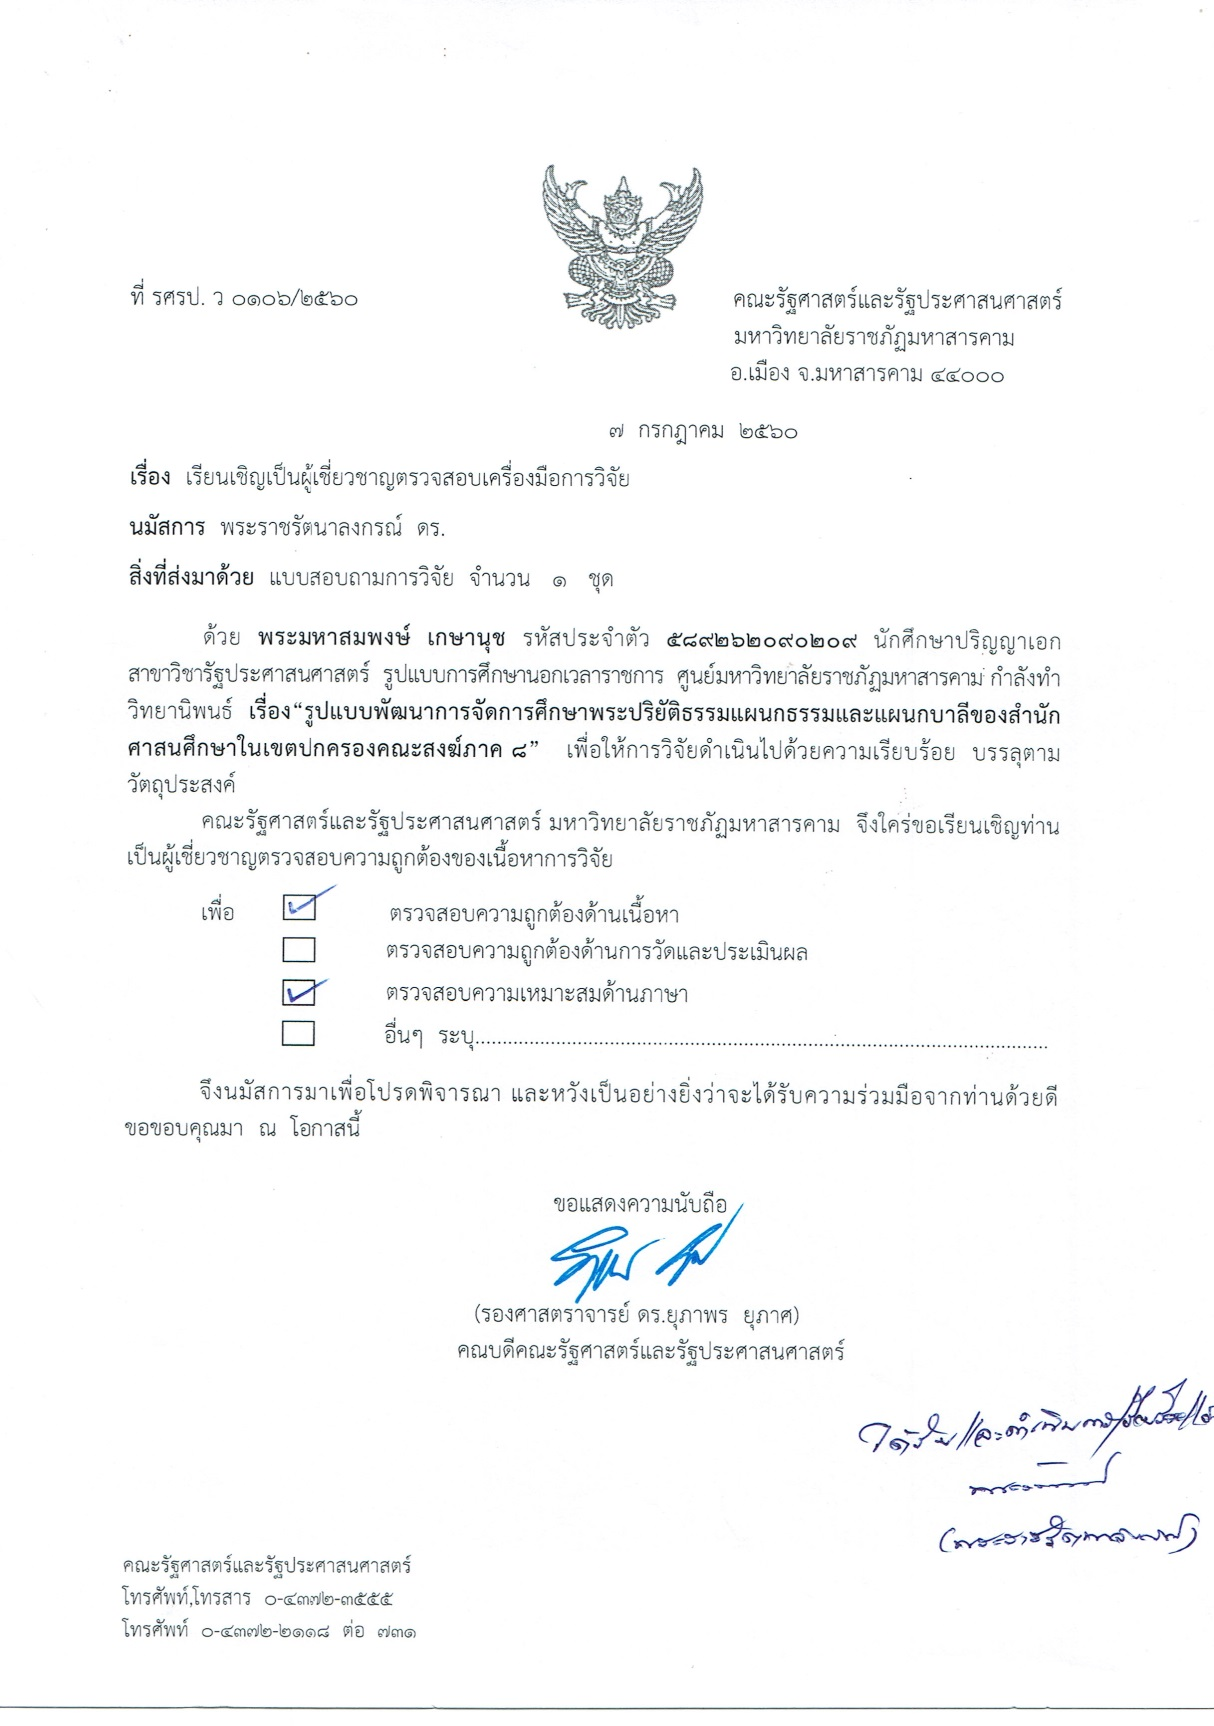 ที่ รศรป. ว ๐๑๐๖/๒๕๖๐
คณะรัฐศาสตร์และรัฐประศาสนศาสตร์
มหาวิทยาลัยราชภัฏมหาสารคาม
อ.เมือง จ.มหาสารคาม ๔๔๐๐๐
๗ กรกฎาคม ๒๕๖๐
เรื่อง เรียนเชิญเป็นผู้เชี่ยวชาญตรวจสอบเครื่องมือการวิจัย
นมัสการ พระราชรัตนาลงกรณ์ ดร.
สิ่งที่ส่งมาด้วย แบบสอบถามการวิจัย จำนวน ๑ ชุด
ด้วย พระมหาสมพงษ์ เกษานุช รหัสประจำตัว ๕๘๙๒๖๒๐๙๐๒๐๙ นักศึกษาปริญญาเอก
สาขาวิชารัฐประศาสนศาสตร์ รูปแบบการศึกษานอกเวลาราชการ ศูนย์มหาวิทยาลัยราชภัฏมหาสารคาม กำลังทำ
วิทยานิพนธ์ เรื่อง“รูปแบบพัฒนาการจัดการศึกษาพระปริยัติธรรมแผนกธรรมและแผนกบาลีของสำนัก
ศาสนศึกษาในเขตปกครองคณะสงฆ์ภาค ๘” เพื่อให้การวิจัยดำเนินไปด้วยความเรียบร้อย บรรลุตาม
วัตถุประสงค์
คณะรัฐศาสตร์และรัฐประศาสนศาสตร์ มหาวิทยาลัยราชภัฏมหาสารคาม จึงใคร่ขอเรียนเชิญท่าน
เป็นผู้เชี่ยวชาญตรวจสอบความถูกต้องของเนื้อหาการวิจัย
เพื่อ ตรวจสอบความถูกต้องด้านเนื้อหา
ตรวจสอบความถูกต้องด้านการวัดและประเมินผล
ตรวจสอบความเหมาะสมด้านภาษา
อื่นๆ ระบุ..........................................................................................................
จึงนมัสการมาเพื่อโปรดพิจารณา และหวังเป็นอย่างยิ่งว่าจะได้รับความร่วมมือจากท่านด้วยดี
ขอขอบคุณมา ณ โอกาสนี้
ขอแสดงความนับถือ
(รองศาสตราจารย์ ดร.ยุภาพร ยุภาศ)
คณบดีคณะรัฐศาสตร์และรัฐประศาสนศาสตร์
คณะรัฐศาสตร์และรัฐประศาสนศาสตร์
โทรศัพท์,โทรสาร ๐-๔๓๗๒-๓๕๕๕
โทรศัพท์ ๐-๔๓๗๒-๒๑๑๘ ต่อ ๗๓๑